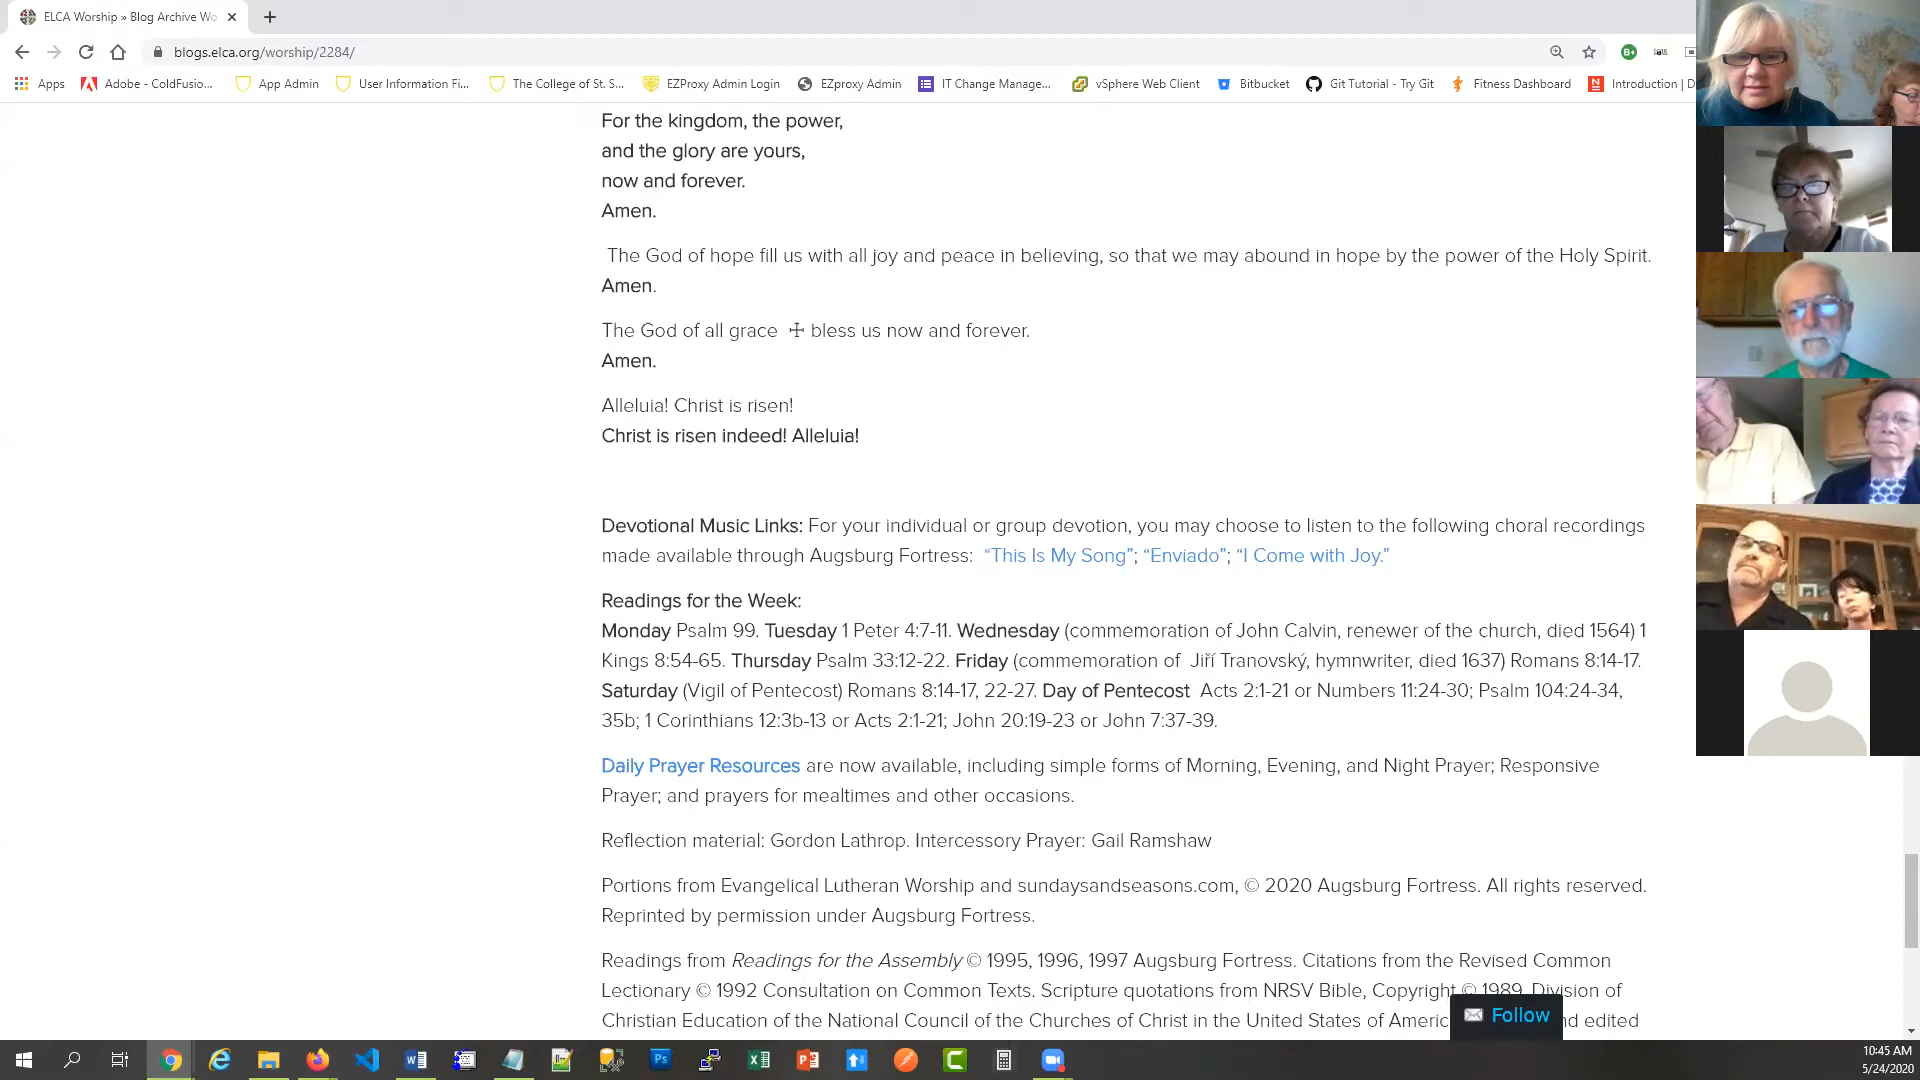 ELCA Worship » Blog Archive Wo
blogs.elca.org/worship/2284/
Apps
Adobe - ColdFusio...
App Admin
User Information Fi...
The College of St. S...
EZProxy Admin Login
EZproxy Admin
IT Change Manage...
vSphere Web Client
Bitbucket
Git Tutorial - Try Git
Fitness Dashboard
Introduction | D
For the kingdom, the power,
and the glory are yours,
now and forever.
Amen.
The God of hope fill us with all joy and peace in believing, so that we may abound in hope by the power of the Holy Spirit.
Amen.
The God of all grace ☩ bless us now and forever.
Amen.
Alleluia! Christ is risen!
Christ is risen indeed! Alleluia!
Devotional Music Links: For your individual or group devotion, you may choose to listen to the following choral recordings
made available through Augsburg Fortress: “This Is My Song”; “Enviado”; “I Come with Joy.”
Readings for the Week:
Monday Psalm 99. Tuesday 1 Peter 4:7-11. Wednesday (commemoration of John Calvin, renewer of the church, died 1564) 1
Kings 8:54-65. Thursday Psalm 33:12-22. Friday (commemoration of Jiří Tranovský, hymnwriter, died 1637) Romans 8:14-17.
Saturday (Vigil of Pentecost) Romans 8:14-17, 22-27. Day of Pentecost Acts 2:1-21 or Numbers 11:24-30; Psalm 104:24-34,
35b; 1 Corinthians 12:3b-13 or Acts 2:1-21; John 20:19-23 or John 7:37-39.
Daily Prayer Resources are now available, including simple forms of Morning, Evening, and Night Prayer; Responsive
Prayer; and prayers for mealtimes and other occasions.
Reflection material: Gordon Lathrop. Intercessory Prayer: Gail Ramshaw
Portions from Evangelical Lutheran Worship and sundaysandseasons.com, © 2020 Augsburg Fortress. All rights reserved.
Reprinted by permission under Augsburg Fortress.
Readings from Readings for the Assembly © 1995, 1996, 1997 Augsburg Fortress. Citations from the Revised Common
Lectionary © 1992 Consultation on Common Texts. Scripture quotations from NRSV Bible, Copyright © 1989, Division of
Christian Education of the National Council of the Churches of Christ in the United States of Americ nd edited
Follow
10:45 AM
5/24/2020